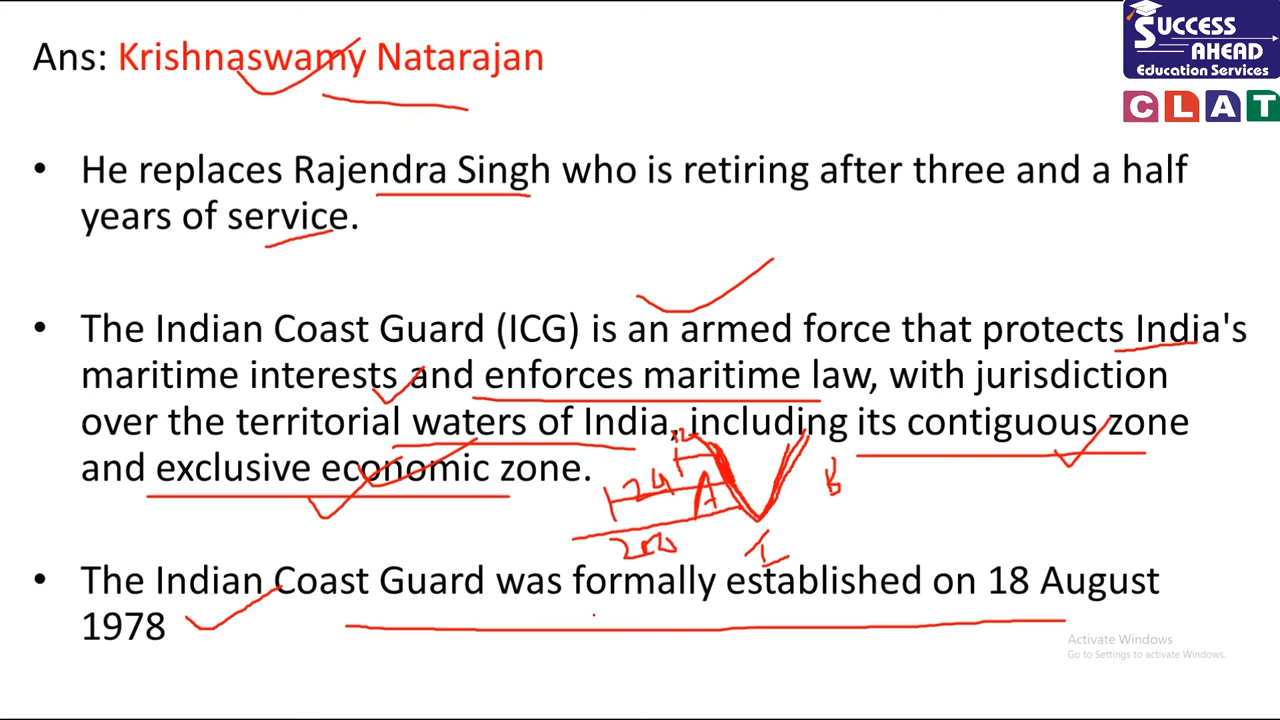 SUCCESS
AHEAD
Education Services
CLAT
Ans: Krishnaswamy Natarajan
• He replaces Rajendra Singh who is retiring after three and a half
years of service.
• The Indian Coast Guard (ICG) is an armed force that protects India's
maritime interests and enforces maritime law, with jurisdiction
over the territorial waters of India, including its contiguous zone
and exclusive economic zone.
12
24
A
B
200
I
• The Indian Coast Guard was formally established on 18 August
1978
Activate Windows
Go to Settings to activate Windows.